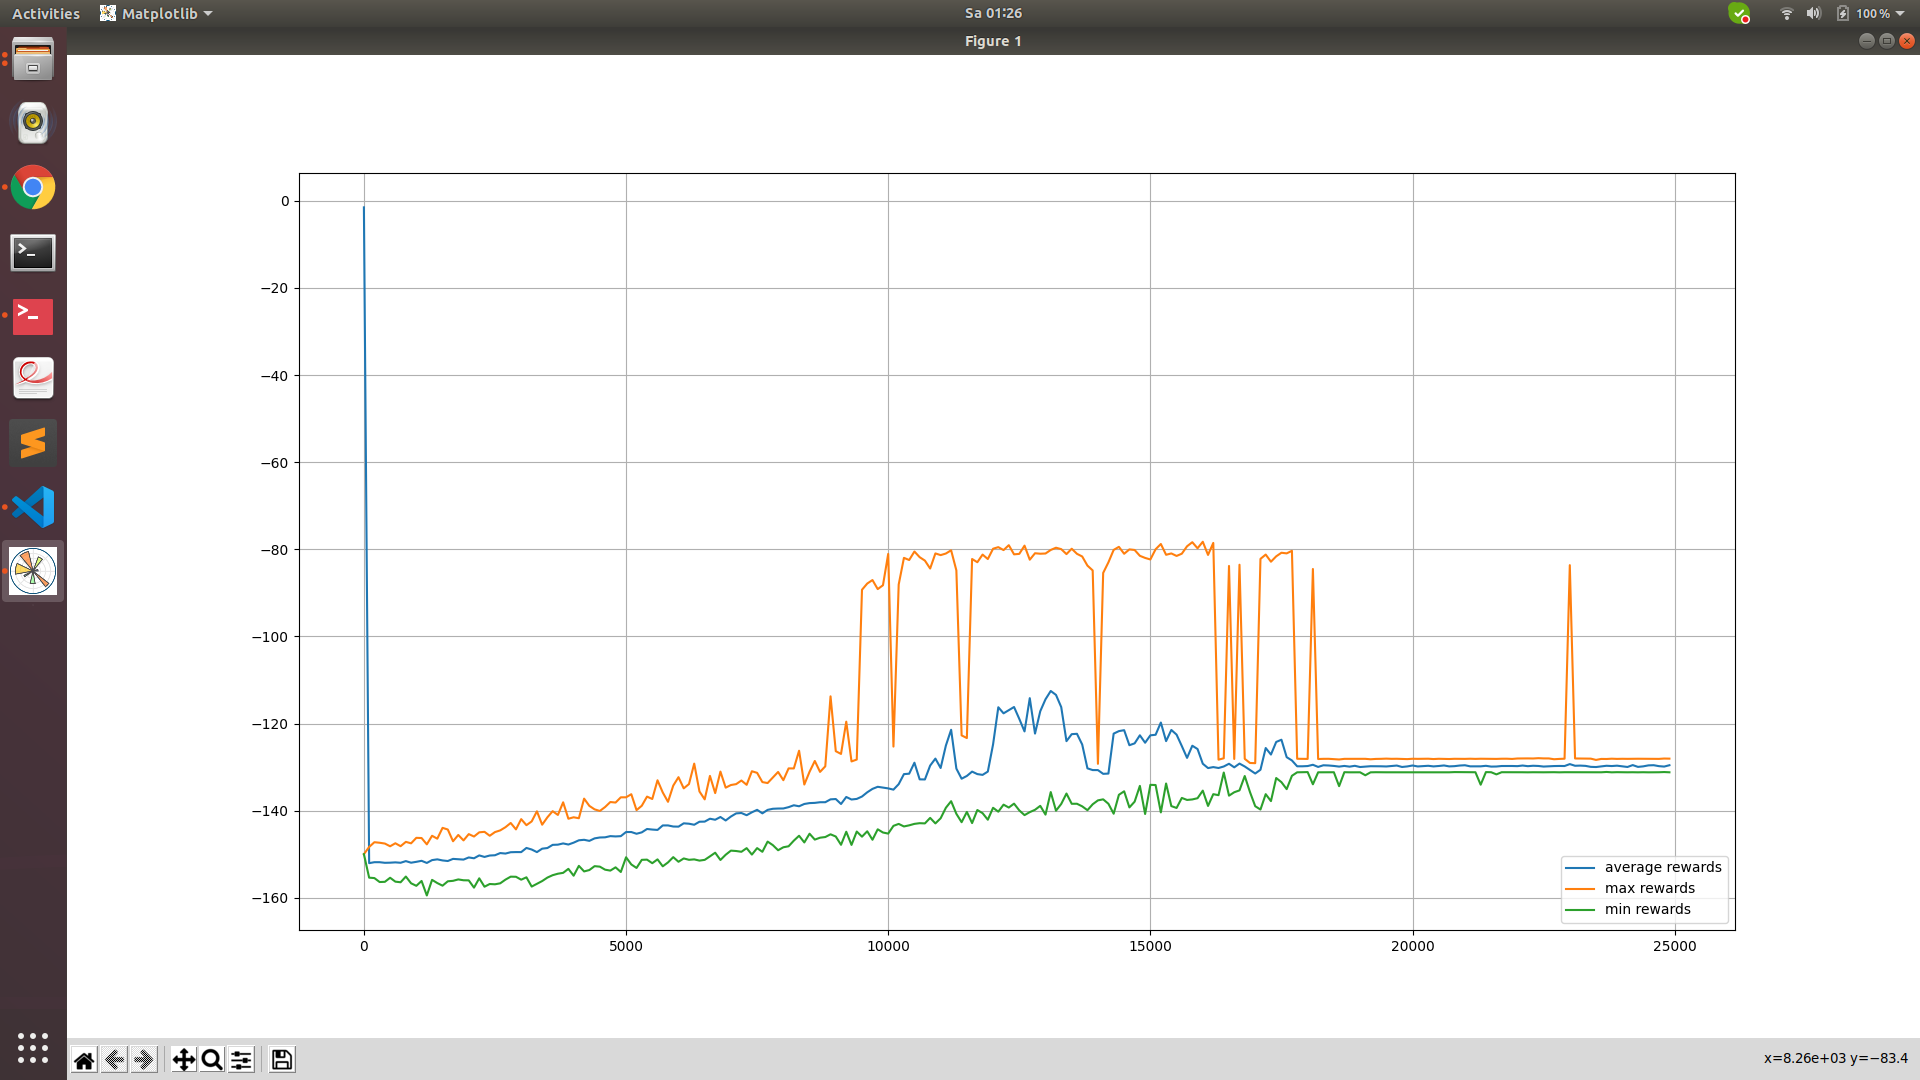 Activities Matplotlib Sa 01:26 100 %
Figure 1
0
−20
−40
−60
−80
−100
−120
−140
−160
0 5000 10000 15000 20000 25000
average rewards
max rewards
min rewards
x=8.26e+03 y=−83.4